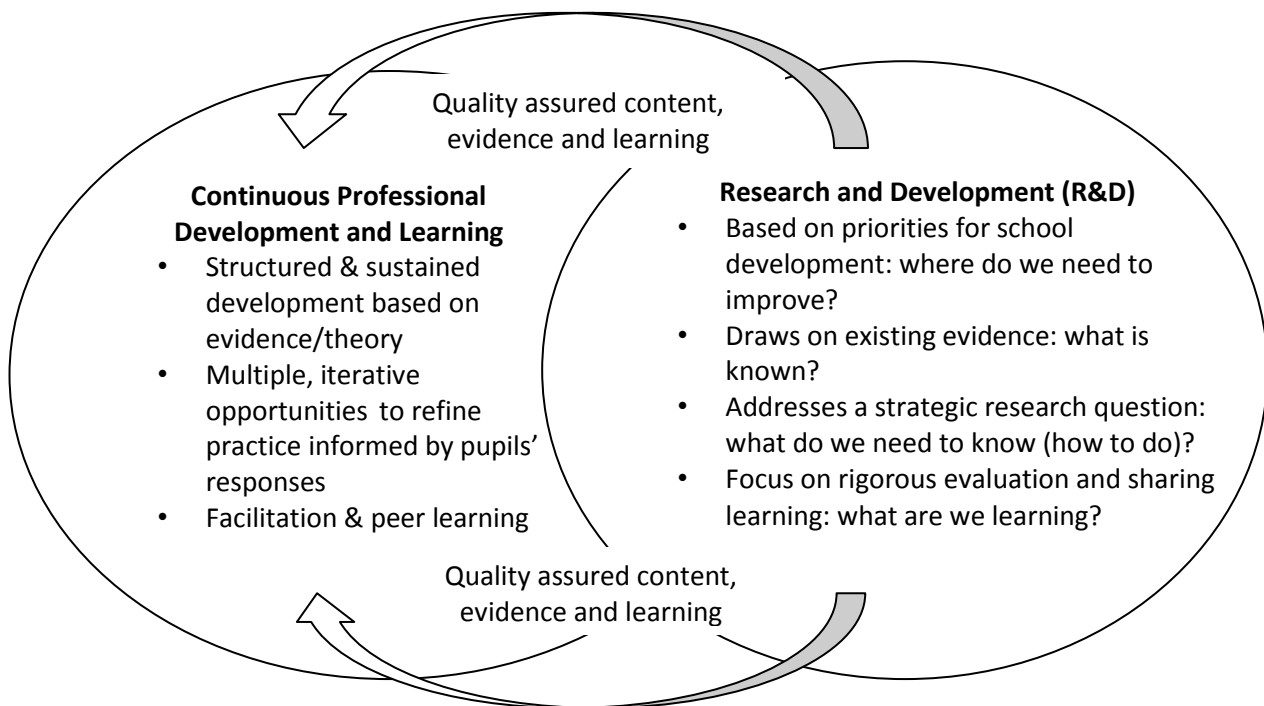 Quality assured content,
evidence and learning
Continuous Professional
Development and Learning
• Structured & sustained
development based on
evidence/theory
• Multiple, iterative
opportunities to refine
practice informed by pupils’
responses
• Facilitation & peer learning
Research and Development (R&D)
• Based on priorities for school
development: where do we need to
improve?
• Draws on existing evidence: what is
known?
• Addresses a strategic research question:
what do we need to know (how to do)?
• Focus on rigorous evaluation and sharing
learning: what are we learning?
Quality assured content,
evidence and learning